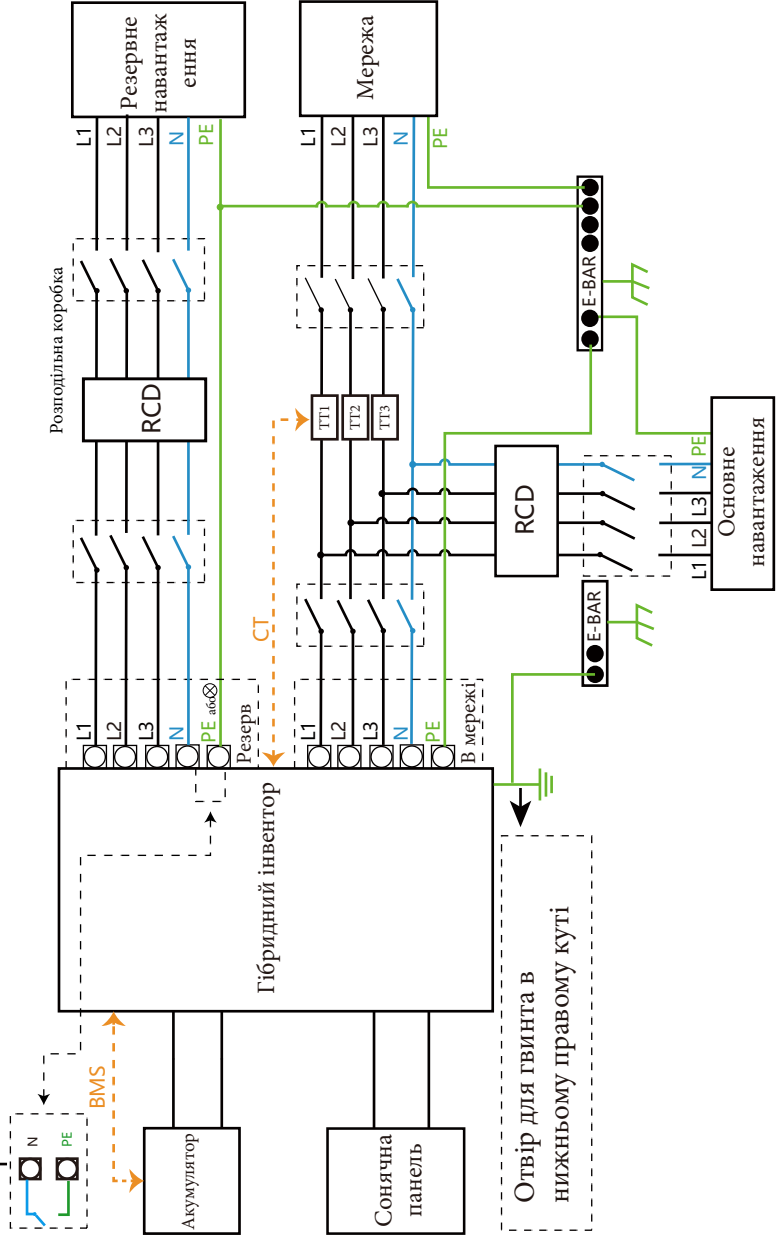 Резервне
навантаж
ення
Мережа
L1
L2
L3
N
PE
L1
L2
L3
N
PE
Розподільна коробка
RCD
TT1
TT2
TT3
E-BAR
RCD
L1
L2
L3
N
PE
Основне
навантаження
E-BAR
CT
L1
L2
L3
N
PE
або
Резерв
L1
L2
L3
N
PE
В мережі
Гібридний інвентор
BMS
N
PE
Акумулятор
Сонячна
панель
Отвір для гвинта в
нижньому правому куті